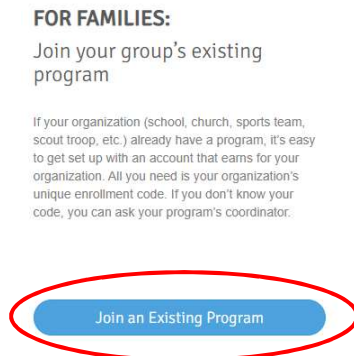 FOR FAMILIES:
Join your group's existing
program
If your organization (school, church, sports team,
scout troop, etc.) already have a program, it's easy
to get set up with an account that earns for your
organization. All you need is your organization's
unique enrollment code. If you don't know your
code, you can ask your program's coordinator.
Join an Existing Program